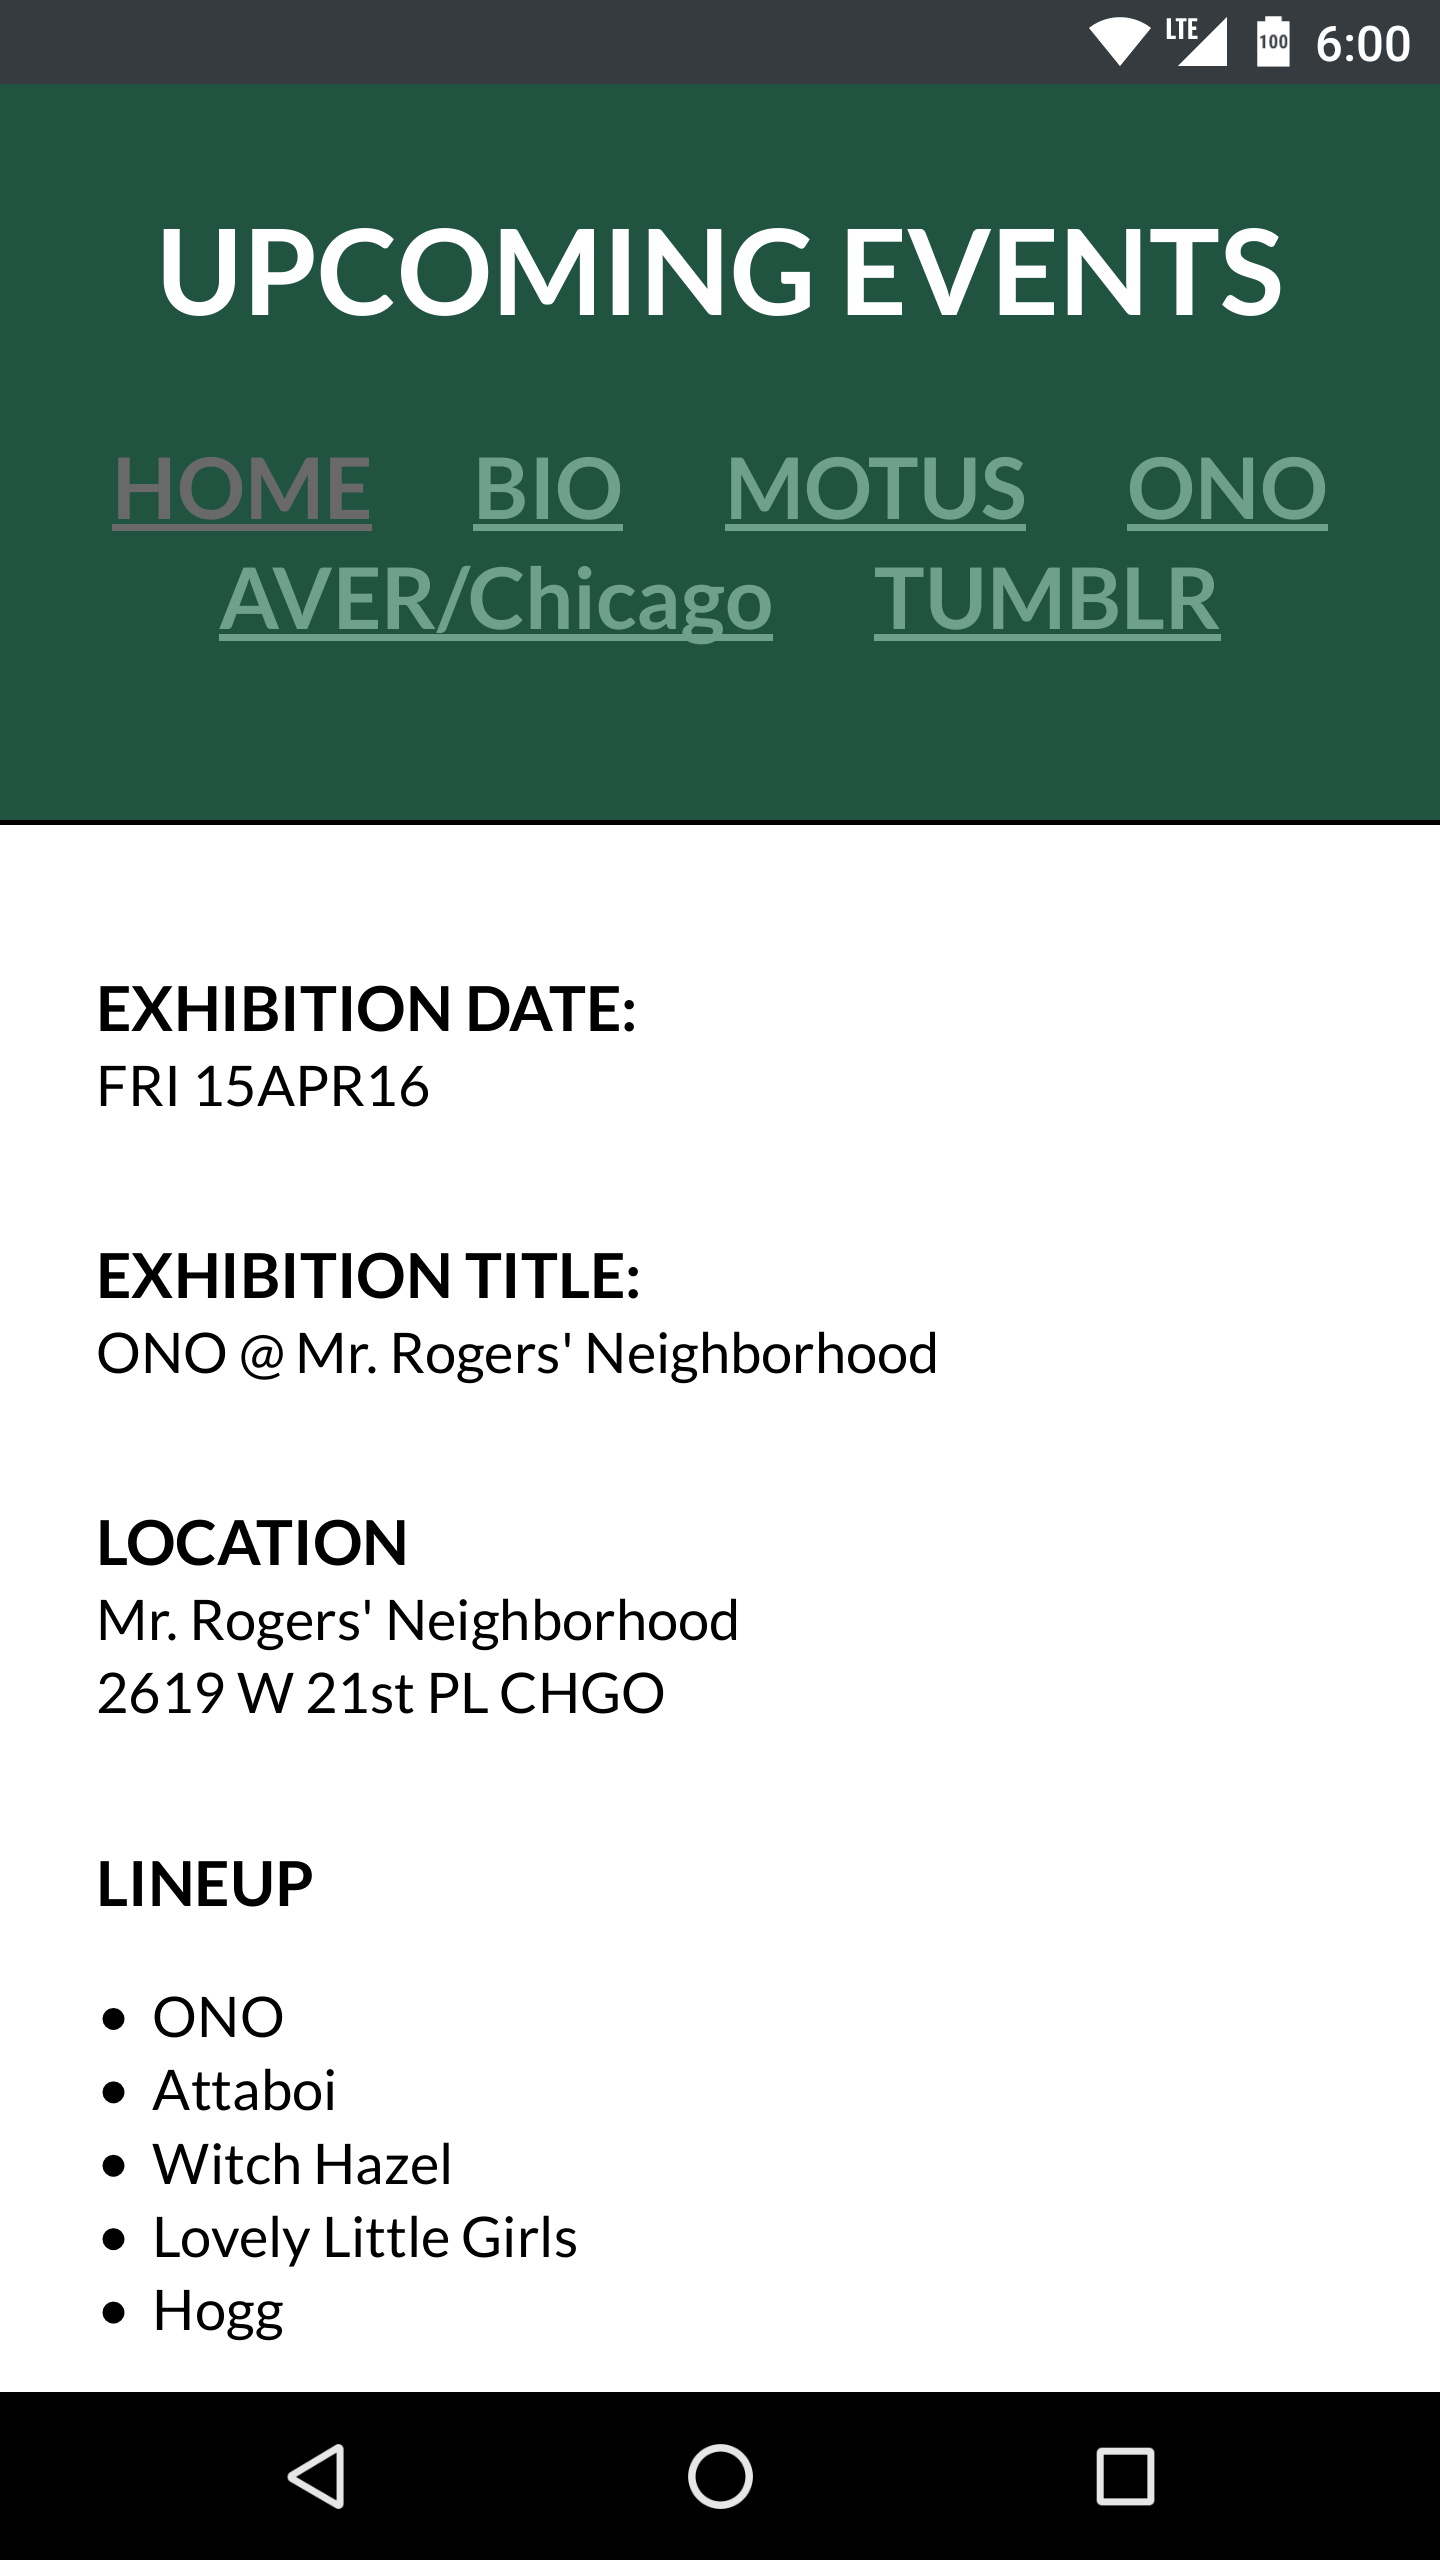 LTE 100 6:00
UPCOMING EVENTS
HOME BIO MOTUS ONO
AVER/Chicago TUMBLR
EXHIBITION DATE:
FRI 15APR16
EXHIBITION TITLE:
ONO @ Mr. Rogers' Neighborhood
LOCATION
Mr. Rogers' Neighborhood
2619 W 21st PL CHGO
LINEUP
• ONO
• Attaboi
• Witch Hazel
• Lovely Little Girls
• Hogg